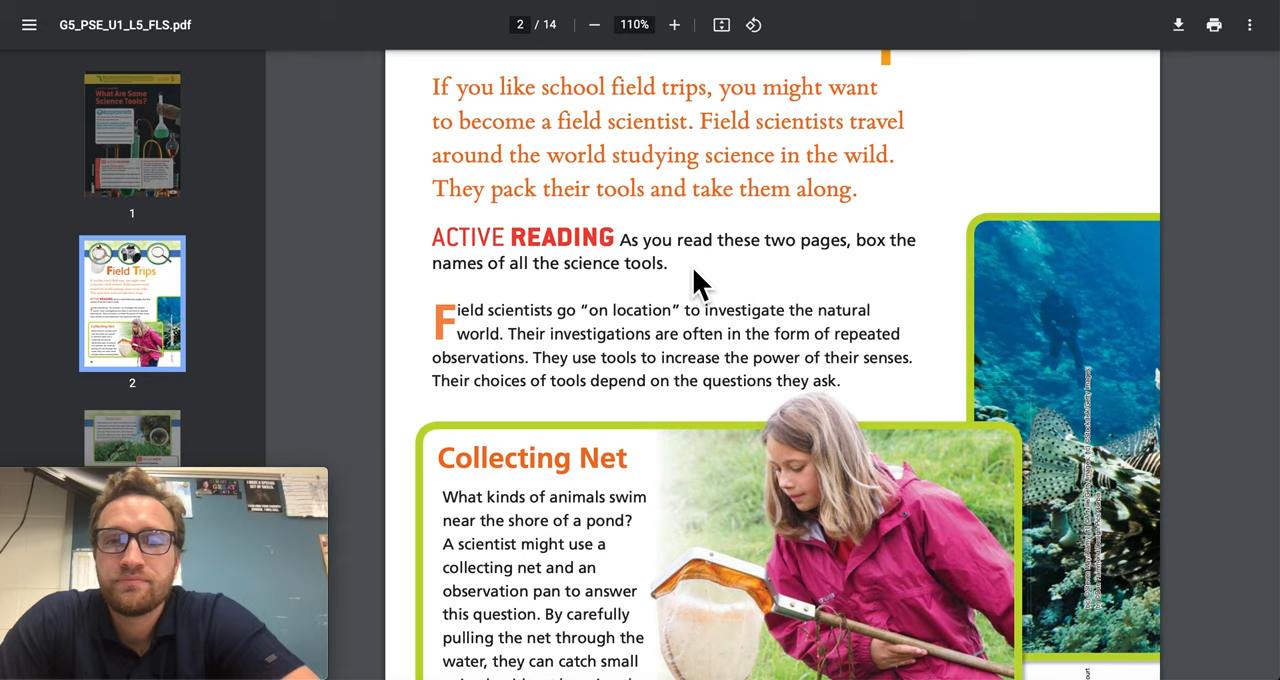 G5_PSE_U1_L5_FLS.pdf
2 / 14
110%
What Are Some
Science Tools?
1
Field Trips
2
If you like school field trips, you might want
to become a field scientist. Field scientists travel
around the world studying science in the wild.
They pack their tools and take them along.
ACTIVE READING As you read these two pages, box the
names of all the science tools.
Field scientists go “on location” to investigate the natural
world. Their investigations are often in the form of repeated
observations. They use tools to increase the power of their senses.
Their choices of tools depend on the questions they ask.
Collecting Net
What kinds of animals swim
near the shore of a pond?
A scientist might use a
collecting net and an
observation pan to answer
this question. By carefully
pulling the net through the
water, they can catch small